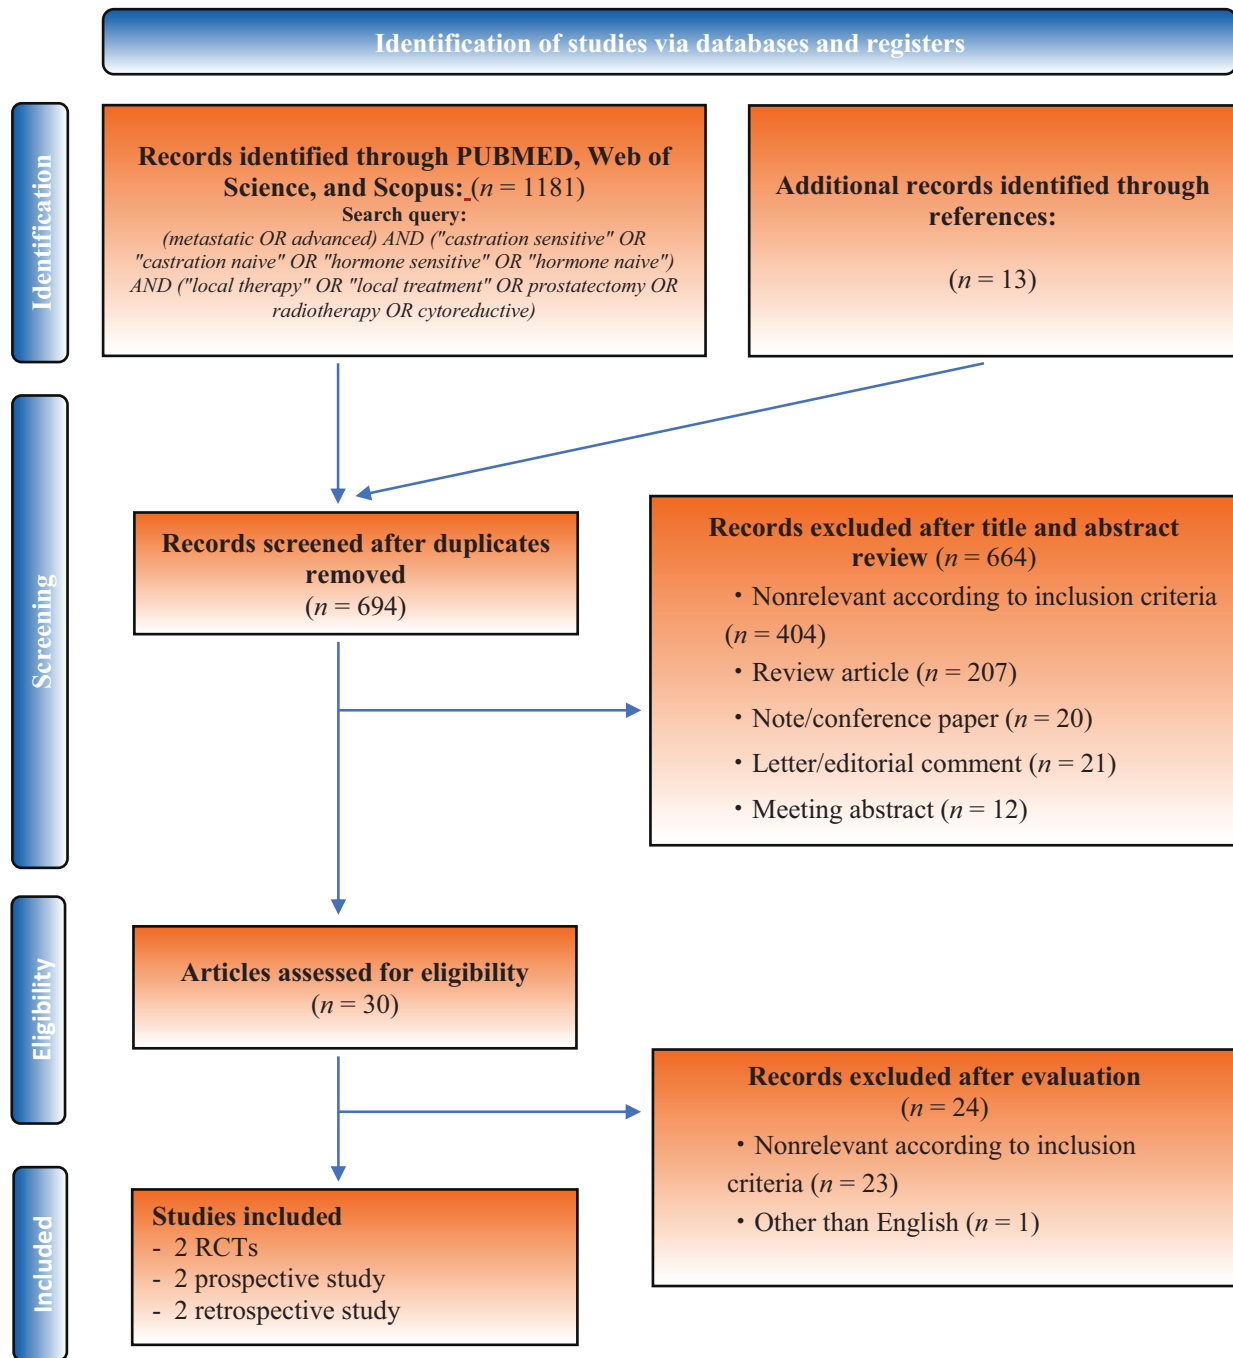 Identification of studies via databases and registers
Identification
Records identified through PUBMED, Web of
Science, and Scopus: (n = 1181)
Search query:
(metastatic OR advanced) AND ("castration sensitive" OR
"castration naive" OR "hormone sensitive" OR "hormone naive")
AND ("local therapy" OR "local treatment" OR prostatectomy OR
radiotherapy OR cytoreductive)
Additional records identified through
references:
(n = 13)
Screening
Records screened after duplicates
removed
(n = 694)
Records excluded after title and abstract
review (n = 664)
・Nonrelevant according to inclusion criteria
(n = 404)
・Review article (n = 207)
・Note/conference paper (n = 20)
・Letter/editorial comment (n = 21)
・Meeting abstract (n = 12)
Eligibility
Articles assessed for eligibility
(n = 30)
Records excluded after evaluation
(n = 24)
・Nonrelevant according to inclusion
criteria (n = 23)
・Other than English (n = 1)
Included
Studies included
- 2 RCTs
- 2 prospective study
- 2 retrospective study